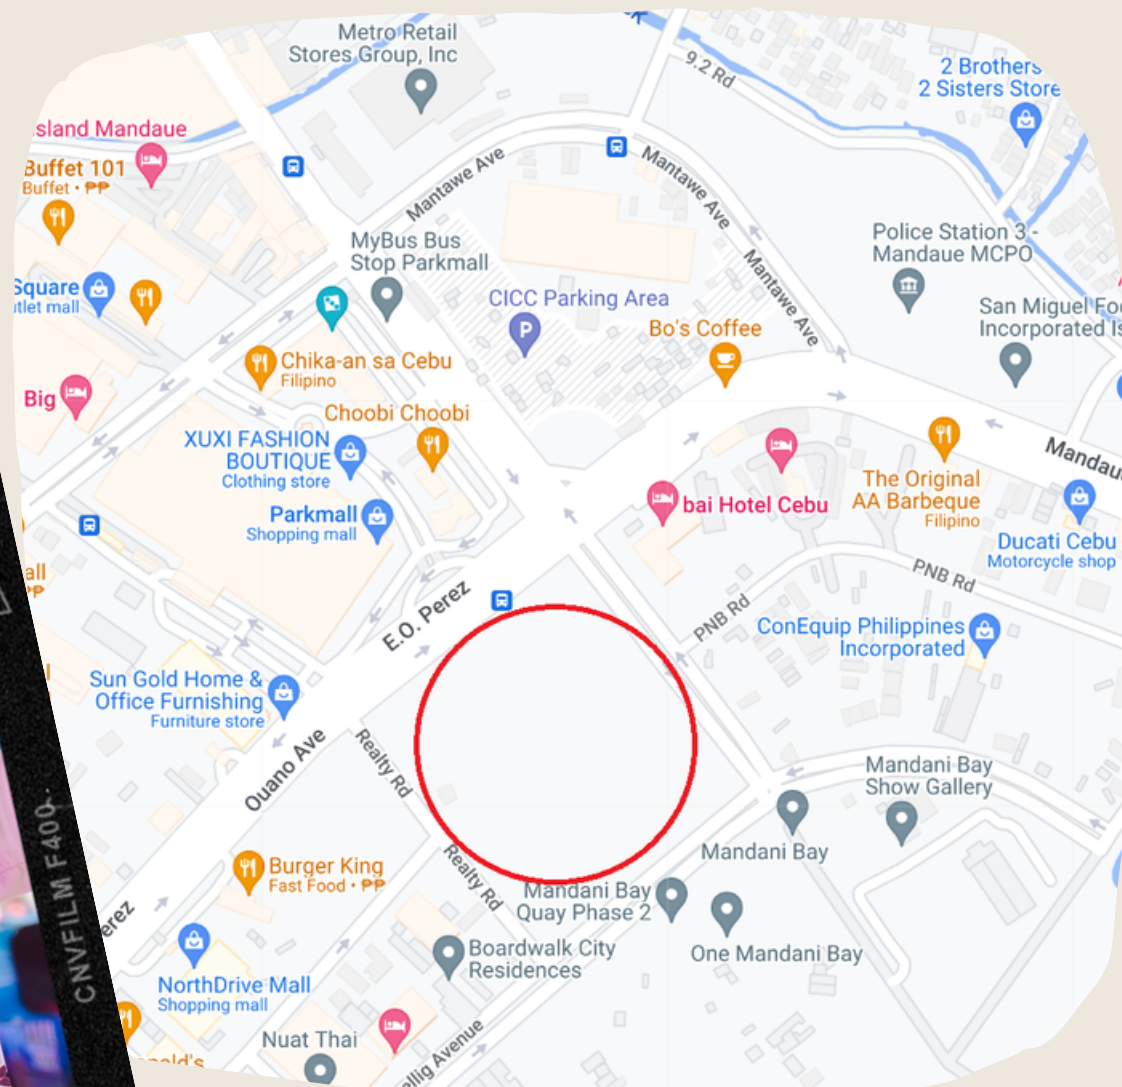 Metro Retail
Stores Group, Inc
9.2 Rd
2 Brothers
2 Sisters Store
sland Mandaue
Buffet 101
Buffet • ₱₱
Mantawe Ave
Mantawe Ave
Mantawe Ave
MyBus Bus
Stop Parkmall
Police Station 3 -
Mandaue MCPO
Square
utlet mall
CICC Parking Area
P
San Miguel Foo
Incorporated Is
Bo's Coffee
Chika-an sa Cebu
Filipino
Big
Choobi Choobi
XUXI FASHION
BOUTIQUE
Clothing store
Mandaue
The Original
AA Barbeque
Filipino
bai Hotel Cebu
Parkmall
Shopping mall
Ducati Cebu
Motorcycle shop
all
₱₱
PNB Rd
E.O. Perez
PNB Rd
ConEquip Philippines
Incorporated
Sun Gold Home &
Office Furnishing
Furniture store
Realty Rd
Ouano Ave
Mandani Bay
Show Gallery
Mandani Bay
Burger King
Fast Food • ₱₱
Realty Rd
Mandani Bay
Quay Phase 2
erez
One Mandani Bay
Boardwalk City
Residences
NorthDrive Mall
Shopping mall
Nuat Thai
nald's
ellig Avenue
CNVFILM F400